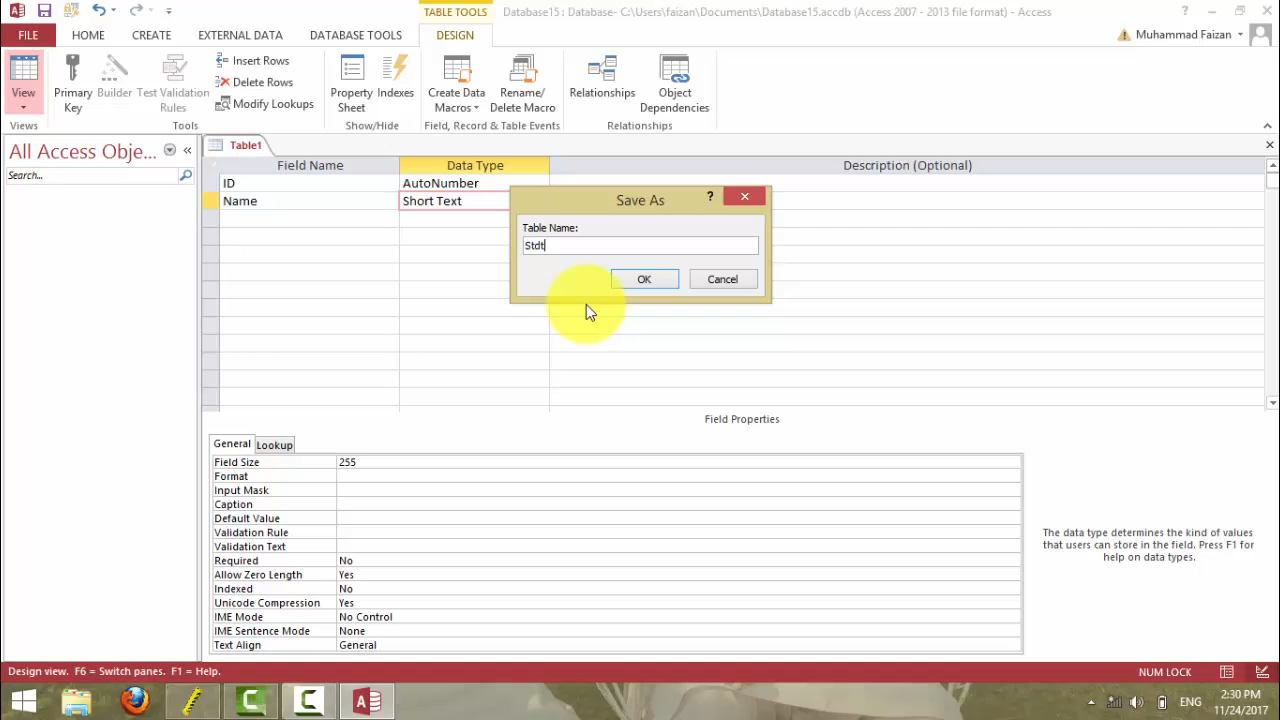 TABLE TOOLS
Database15 : Database- C:\Users\faizan\Documents\Database15.accdb (Access 2007 - 2013 file format) - Access
FILE HOME CREATE EXTERNAL DATA DATABASE TOOLS DESIGN Muhammad Faizan
View
Primary Key
Builder
Test Validation Rules
Insert Rows
Delete Rows
Modify Lookups
Property Sheet
Indexes
Create Data Macros
Rename/ Delete Macro
Relationships
Object Dependencies
Views Tools Show/Hide Field, Record & Table Events Relationships
All Access Obje...
Search...
Table1
Field Name Data Type Description (Optional)
ID AutoNumber
Name Short Text
Save As
?
Table Name:
Stdt
OK Cancel
Field Properties
General Lookup
Field Size 255
Format
Input Mask
Caption
Default Value
Validation Rule
Validation Text
Required No
Allow Zero Length Yes
Indexed No
Unicode Compression Yes
IME Mode No Control
IME Sentence Mode None
Text Align General
The data type determines the kind of values
that users can store in the field. Press F1 for
help on data types.
Design view. F6 = Switch panes. F1 = Help. NUM LOCK
ENG
2:30 PM
11/24/2017